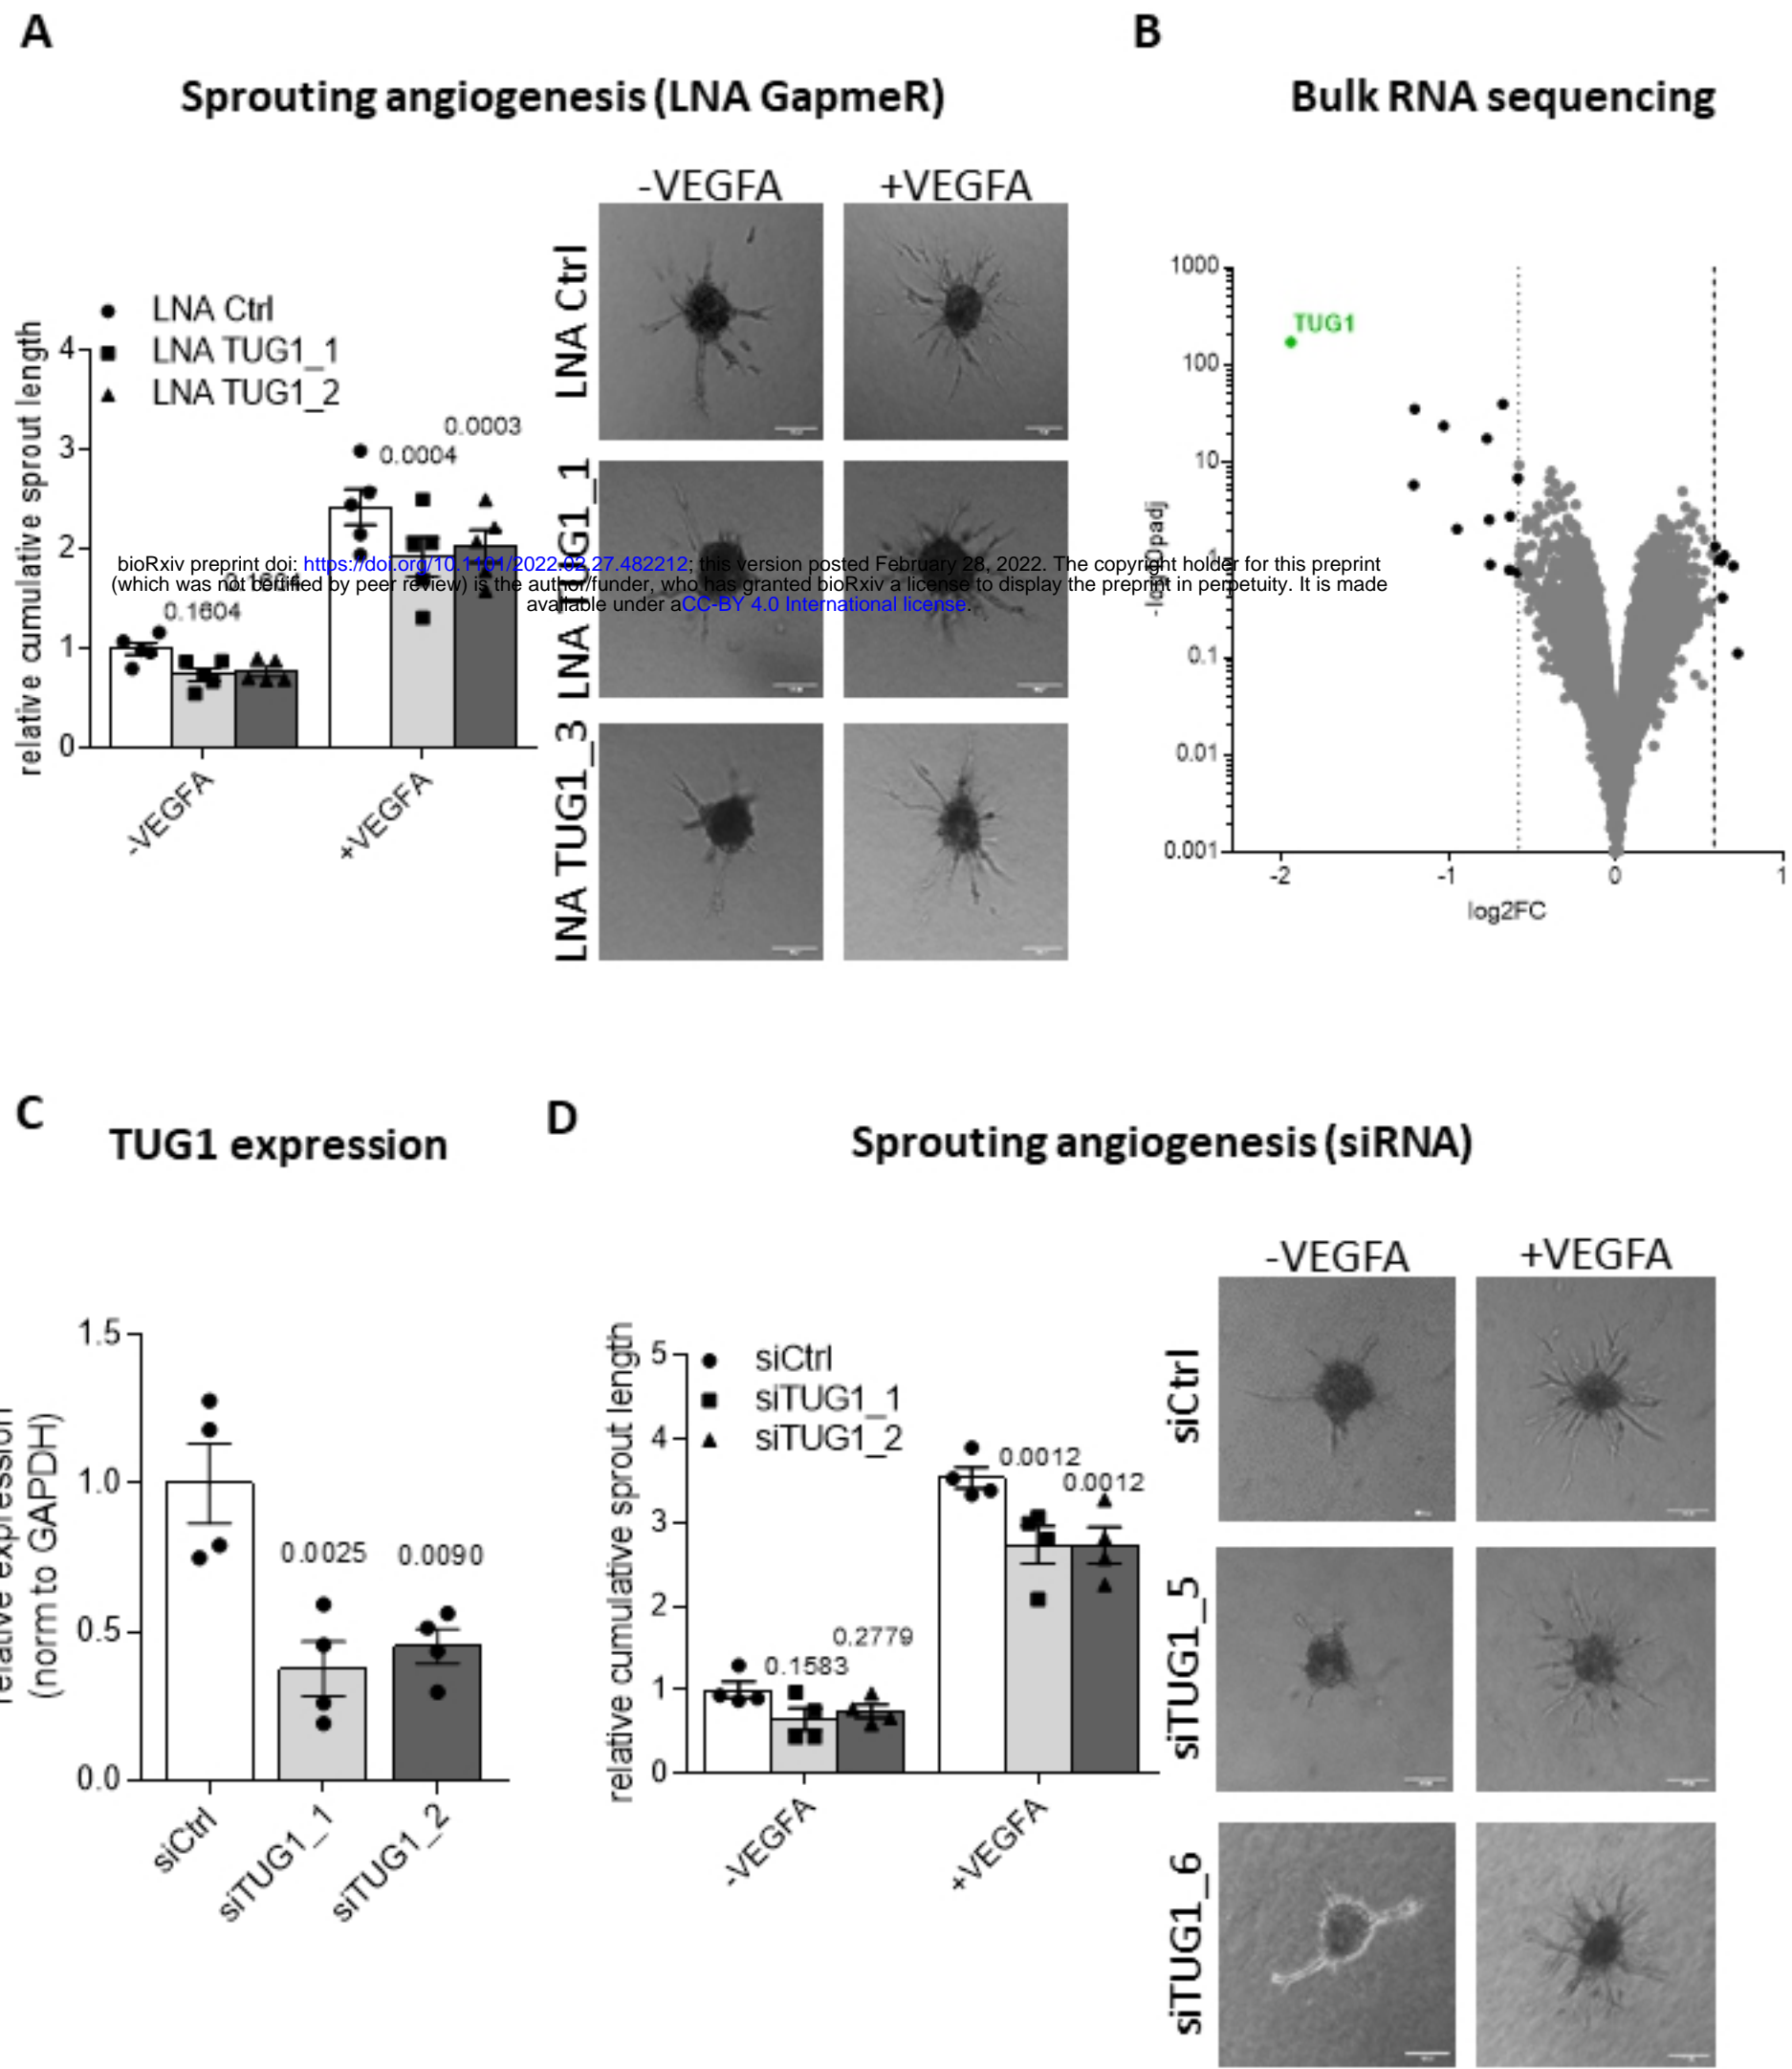 A
Sprouting angiogenesis (LNA GapmeR)
-VEGFA
+VEGFA
LNA Ctrl
LNA TUG1_1
LNA TUG1_2
relative cumulative sprout length
4
3
2
1
0
0.0003
0.0004
0.1604
0.1604
-VEGFA
+VEGFA
LNA Ctrl
LNA TUG1_1
LNA TUG1_3
bioRxiv preprint doi: https://doi.org/10.1101/2022.02.27.482212; this version posted February 28, 2022. The copyright holder for this preprint
(which was not certified by peer review) is the author/funder, who has granted bioRxiv a license to display the preprint in perpetuity. It is made
available under aCC-BY 4.0 International license.
B
Bulk RNA sequencing
TUG1
-log10padj
1000
100
10
1
0.1
0.01
0.001
-2
-1
0
1
log2FC
C
TUG1 expression
relative expression
(norm to GAPDH)
1.5
1.0
0.5
0.0
0.0025
0.0090
siCtrl
siTUG1_1
siTUG1_2
D
Sprouting angiogenesis (siRNA)
-VEGFA
+VEGFA
siCtrl
siTUG1_1
siTUG1_2
relative cumulative sprout length
5
4
3
2
1
0
0.0012
0.0012
0.2779
0.1583
-VEGFA
+VEGFA
siCtrl
siTUG1_5
siTUG1_6